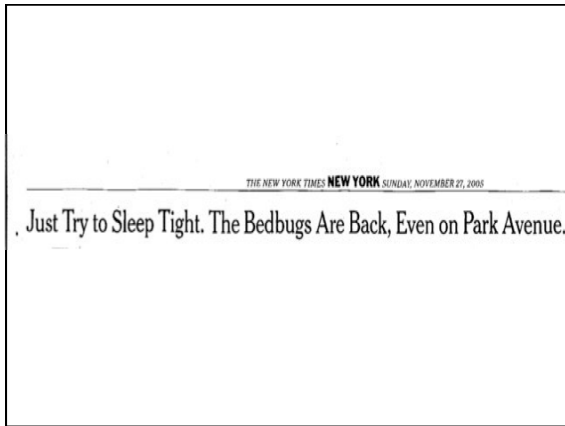 THE NEW YORK TIMES NEW YORK SUNDAY, NOVEMBER 27, 2005
Just Try to Sleep Tight. The Bedbugs Are Back, Even on Park Avenue.